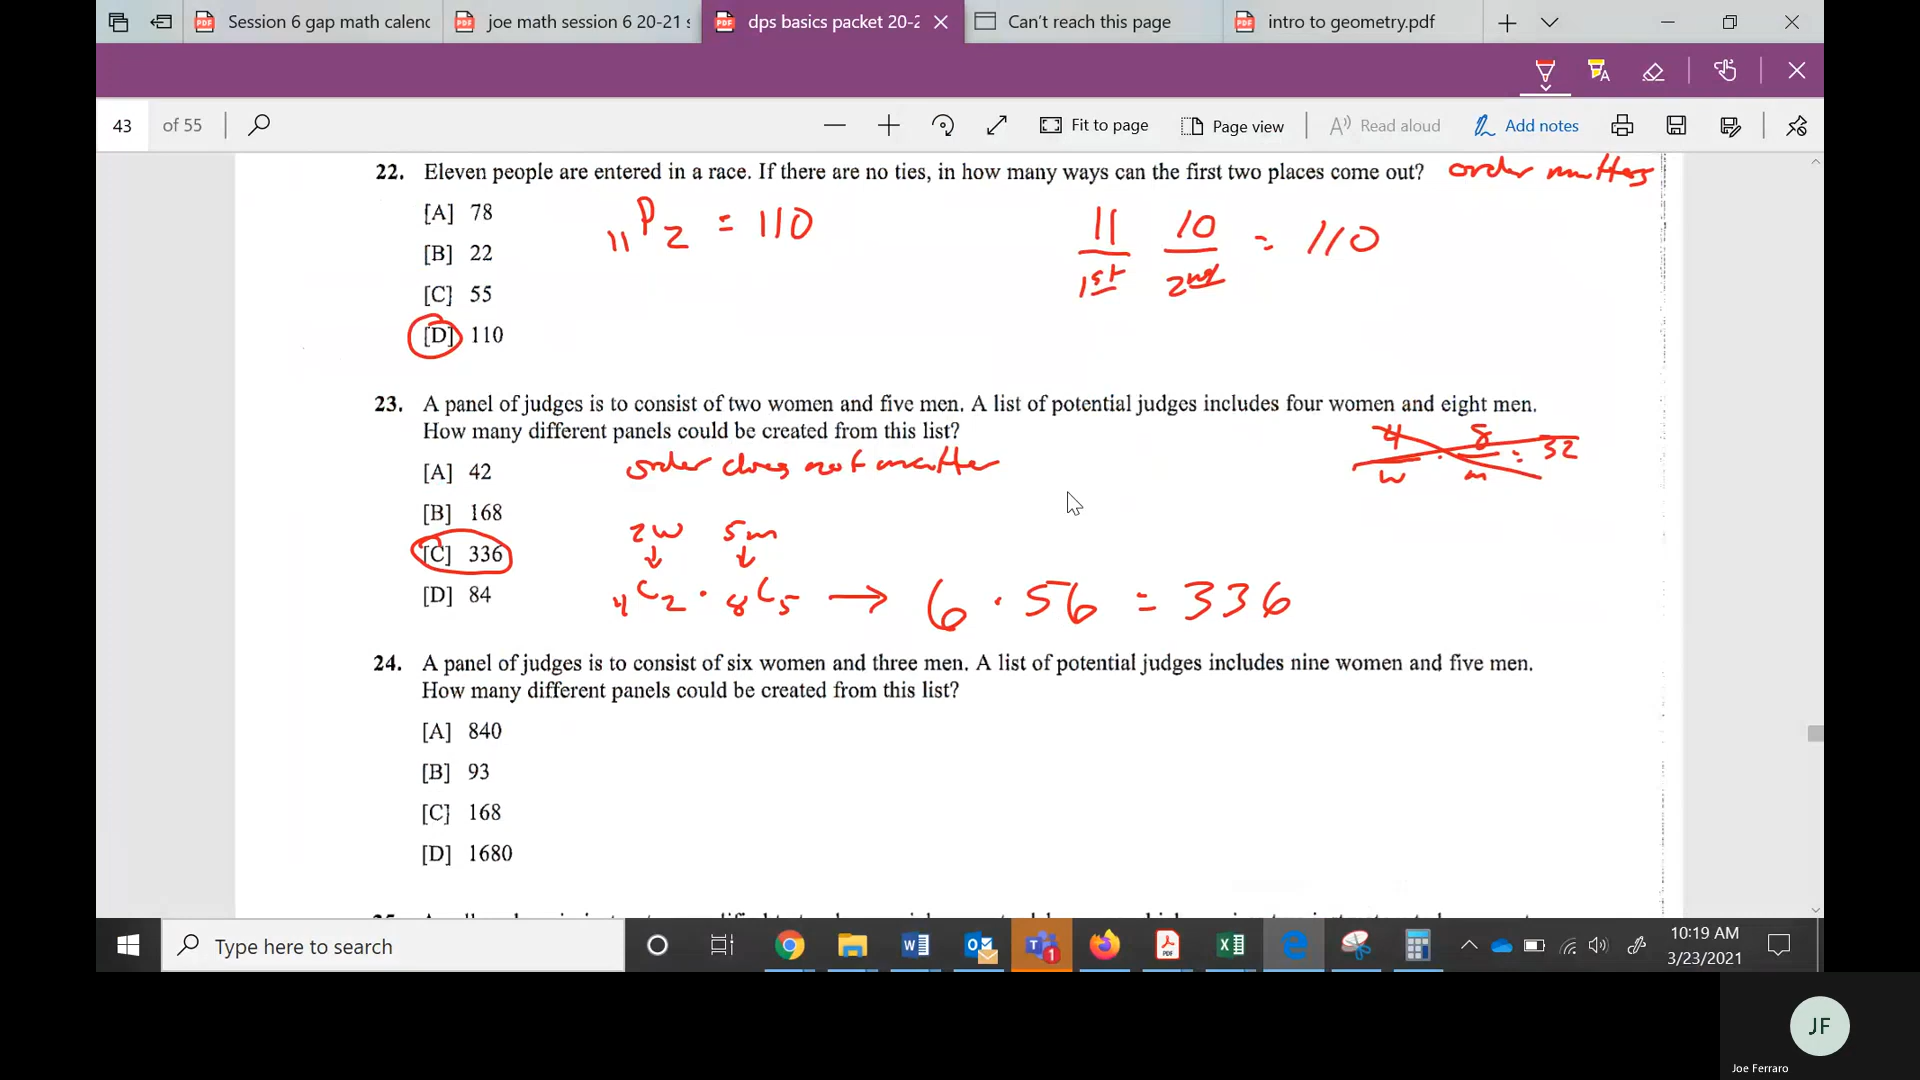 Session 6 gap math calenc
joe math session 6 20-21 s
dps basics packet 20-2
Can't reach this page
intro to geometry.pdf
43 of 55
Fit to page
Page view
Read aloud
Add notes
22. Eleven people are entered in a race. If there are no ties, in how many ways can the first two places come out? order matters
[A] 78
11P2 = 110
11 10 = 110
1st 2nd
[B] 22
[C] 55
[D] 110
23. A panel of judges is to consist of two women and five men. A list of potential judges includes four women and eight men.
How many different panels could be created from this list?
4 · 8 = 32
w m
[A] 42
order does not matter
[B] 168
2w 5m
[C] 336
[D] 84
4C2 · 8C5 → 6 · 56 = 336
24. A panel of judges is to consist of six women and three men. A list of potential judges includes nine women and five men.
How many different panels could be created from this list?
[A] 840
[B] 93
[C] 168
[D] 1680
Type here to search
1
10:19 AM
3/23/2021
JF
Joe Ferraro